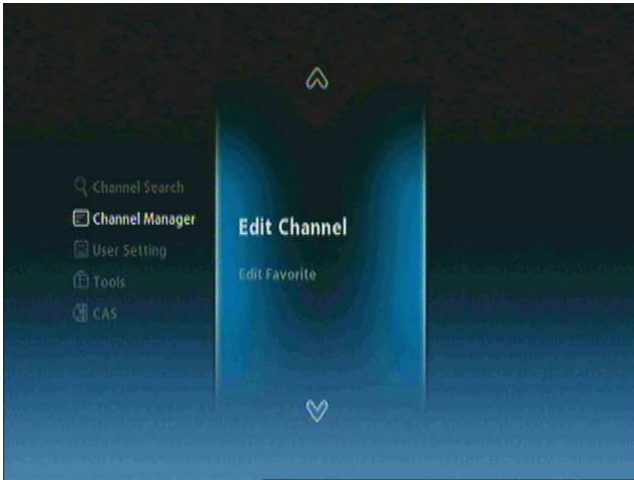 Channel Search
Channel Manager
User Setting
Tools
CAS
Edit Channel
Edit Favorite